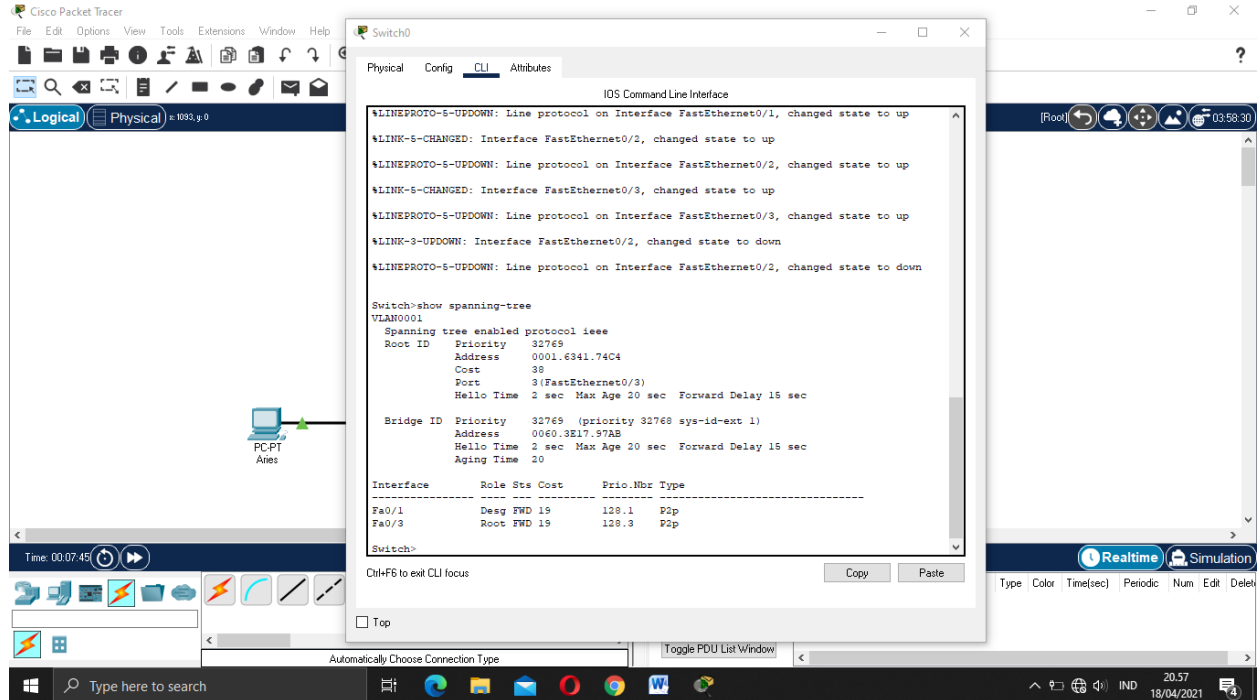 Cisco Packet Tracer
File Edit Options View Tools Extensions Window Help
?
Logical
Physical
x: 1093, y: 0
[Root]
03:58:30
Switch0
Physical Config CLI Attributes
IOS Command Line Interface
%LINEPROTO-5-UPDOWN: Line protocol on Interface FastEthernet0/1, changed state to up
%LINK-5-CHANGED: Interface FastEthernet0/2, changed state to up
%LINEPROTO-5-UPDOWN: Line protocol on Interface FastEthernet0/2, changed state to up
%LINK-5-CHANGED: Interface FastEthernet0/3, changed state to up
%LINEPROTO-5-UPDOWN: Line protocol on Interface FastEthernet0/3, changed state to up
%LINK-3-UPDOWN: Interface FastEthernet0/2, changed state to down
%LINEPROTO-5-UPDOWN: Line protocol on Interface FastEthernet0/2, changed state to down
Switch>show spanning-tree
VLAN0001
Spanning tree enabled protocol ieee
Root ID Priority 32769
Address 0001.6341.74C4
Cost 38
Port 3(FastEthernet0/3)
Hello Time 2 sec Max Age 20 sec Forward Delay 15 sec
Bridge ID Priority 32769 (priority 32768 sys-id-ext 1)
Address 0060.3E17.97AB
Hello Time 2 sec Max Age 20 sec Forward Delay 15 sec
Aging Time 20
Interface Role Sts Cost Prio.Nbr Type
---------------- ---- --- --------- -------- --------------------------------
Fa0/1 Desg FWD 19 128.1 P2p
Fa0/3 Root FWD 19 128.3 P2p
Switch>
Ctrl+F6 to exit CLI focus
Copy Paste
Top
PC-PT
Aries
Time: 00:07:45
Realtime
Simulation
Type Color Time(sec) Periodic Num Edit Delet
Toggle PDU List Window
Automatically Choose Connection Type
Type here to search
IND
20.57
18/04/2021
4